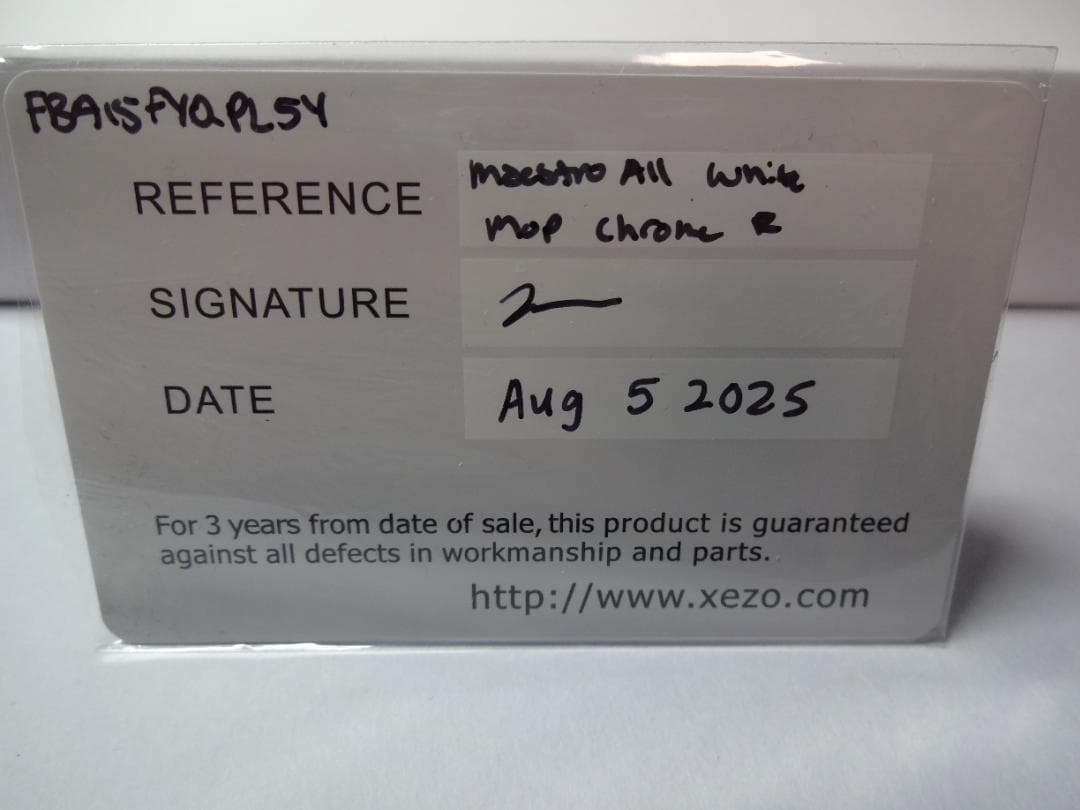 FBA15FYQPL5Y
REFERENCE
Maestro All White
MOP Chrome R
SIGNATURE
DATE
Aug 5 2025
For 3 years from date of sale, this product is guaranteed
against all defects in workmanship and parts.
http://www.xezo.com